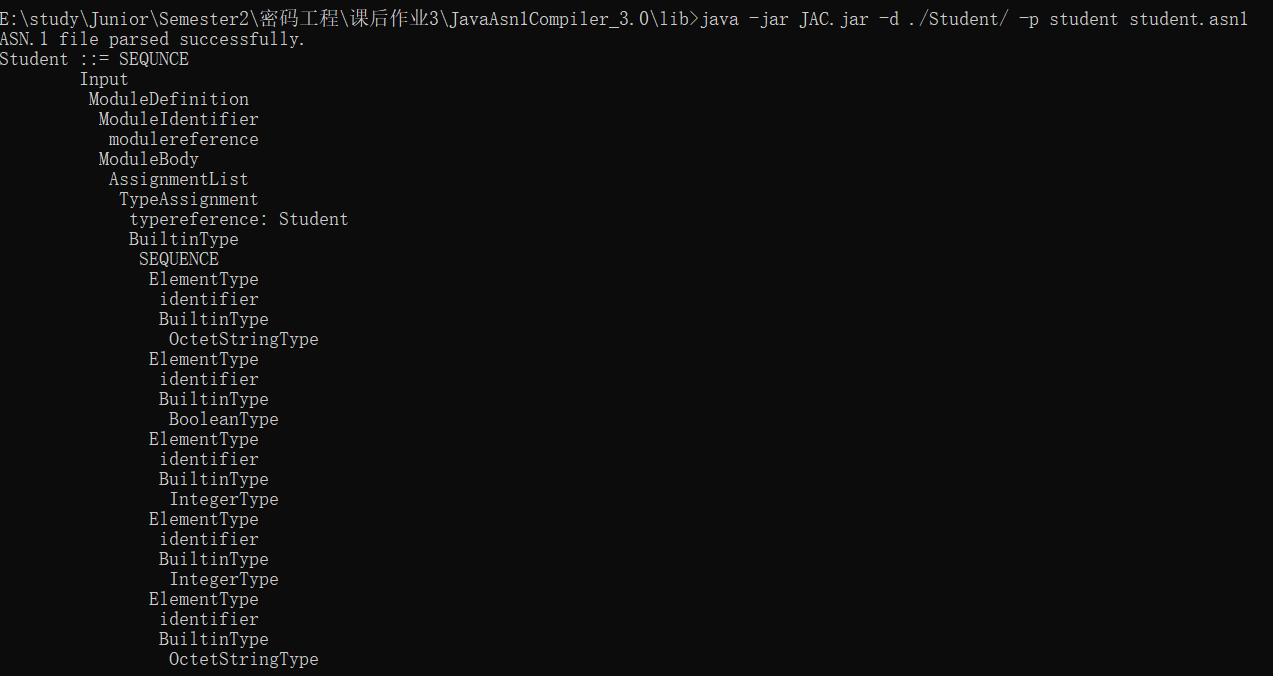 E:\study\Junior\Semester2\密码工程\课后作业3\JavaAsn1Compiler_3.0\lib>java -jar JAC.jar -d ./Student/ -p student student.asn1
ASN.1 file parsed successfully.
Student ::= SEQUNCE
Input
ModuleDefinition
ModuleIdentifier
modulereference
ModuleBody
AssignmentList
TypeAssignment
typereference: Student
BuiltinType
SEQUENCE
ElementType
identifier
BuiltinType
OctetStringType
ElementType
identifier
BuiltinType
BooleanType
ElementType
identifier
BuiltinType
IntegerType
ElementType
identifier
BuiltinType
IntegerType
ElementType
identifier
BuiltinType
OctetStringType